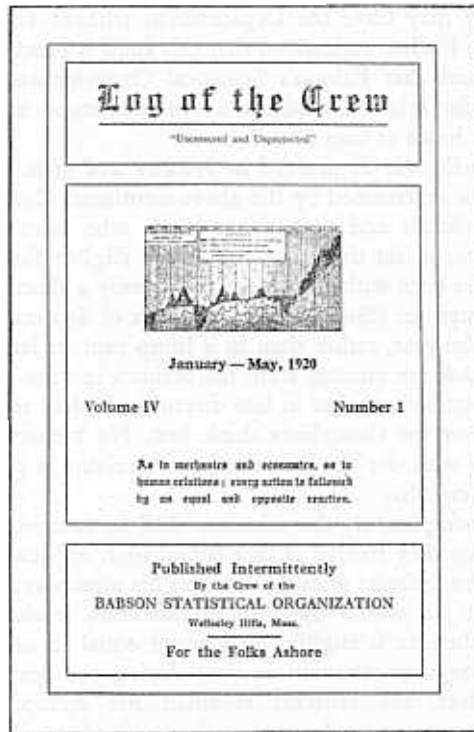 Log of the Crew
"Uncensored and Unexpurgated"
January — May, 1920
Volume IV Number 1
As in mechanics and economics, so in
human relations; every action is followed
by an equal and opposite reaction.
Published Intermittently
By the Crew of the
BABSON STATISTICAL ORGANIZATION
Wellesley Hills, Mass.
For the Folks Ashore